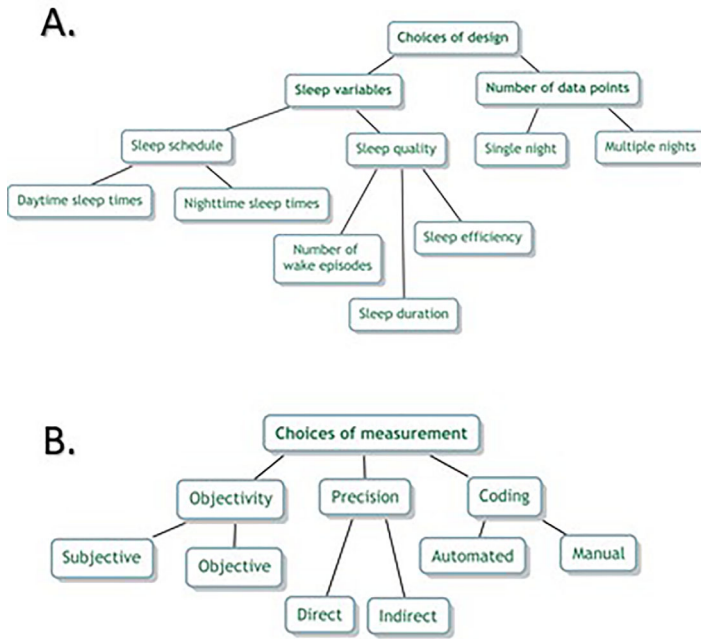 A.
Choices of design
Sleep variables
Number of data points
Sleep schedule
Sleep quality
Single night
Multiple nights
Daytime sleep times
Nighttime sleep times
Number of
wake episodes
Sleep efficiency
Sleep duration
B.
Choices of measurement
Objectivity
Precision
Coding
Subjective
Objective
Automated
Manual
Direct
Indirect